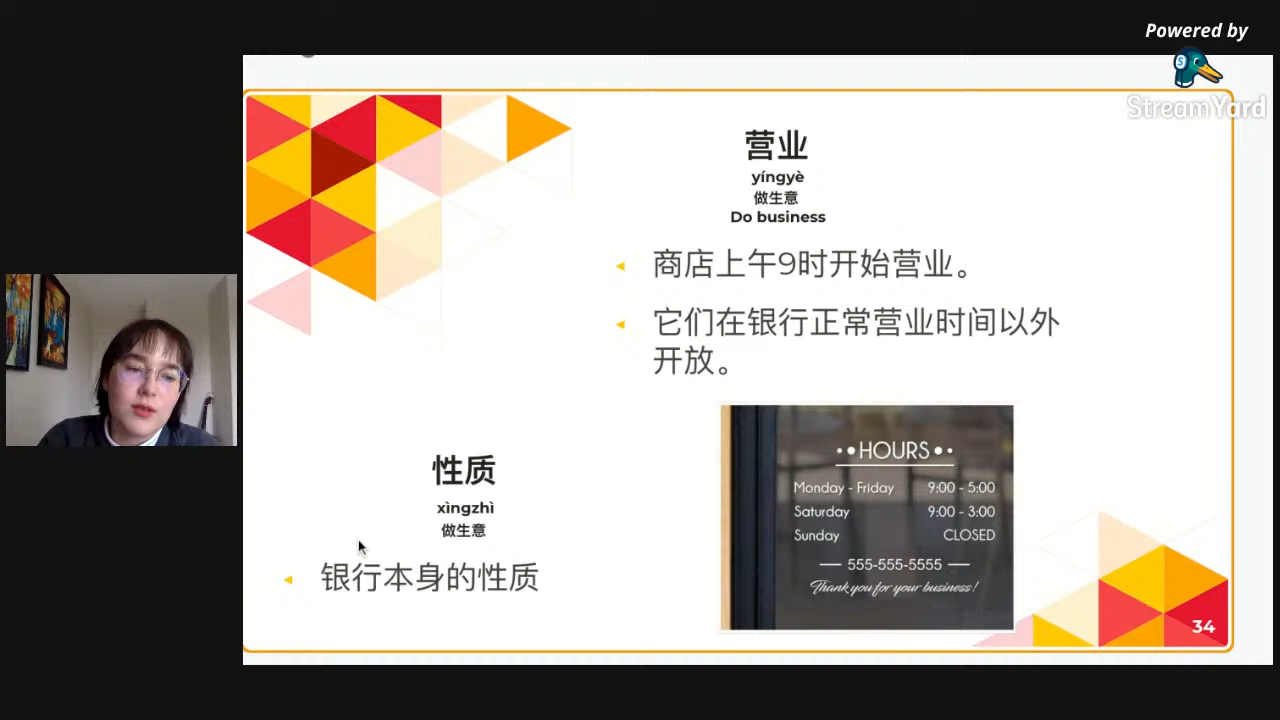 Powered by
StreamYard
营业
yíngyè
做生意
Do business
商店上午9时开始营业。
它们在银行正常营业时间以外
开放。
性质
xìngzhì
做生意
银行本身的性质
••HOURS••
Monday - Friday 9:00 - 5:00
Saturday 9:00 - 3:00
Sunday CLOSED
555-555-5555
Thank you for your business!
34